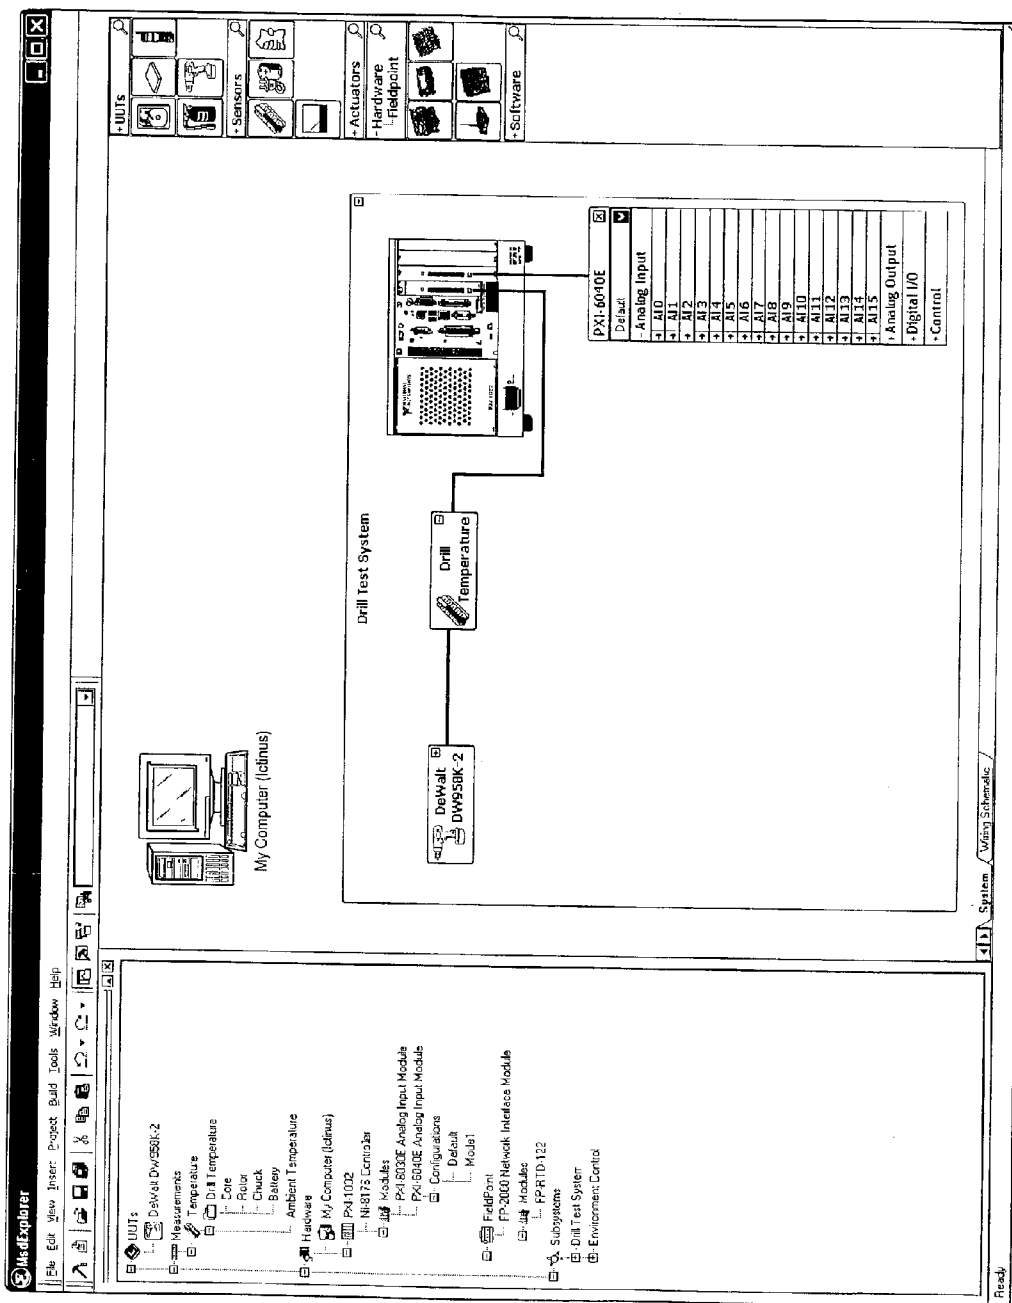 MsdExplorer
File Edit View Insert Project Build Tools Window Help
UUTs
DeWalt DW958K-2
Measurements
Temperature
Drill Temperature
Core
Rotor
Chuck
Battery
Ambient Temperature
Hardware
My Computer (Ictinus)
PXI-1002
NI-8176 Controller
Modules
PXI-6030E Analog Input Module
PXI-6040E Analog Input Module
Configurations
Default
Mode1
FieldPoint
FP-2000 Network Interface Module
Modules
FP-RTD-122
Subsystems
Drill Test System
Environment Control
My Computer (Ictinus)
Drill Test System
DeWalt
DW958K-2
Drill
Temperature
PXI-6040E
Default
- Analog Input
+ AI0
+ AI1
+ AI2
+ AI3
+ AI4
+ AI5
+ AI6
+ AI7
+ AI8
+ AI9
+ AI10
+ AI11
+ AI12
+ AI13
+ AI14
+ AI15
+ Analog Output
+ Digital I/O
+ Control
+ UUTs
+ Sensors
+ Actuators
- Hardware
- Fieldpoint
+ Software
System
Wiring Schematic
Ready